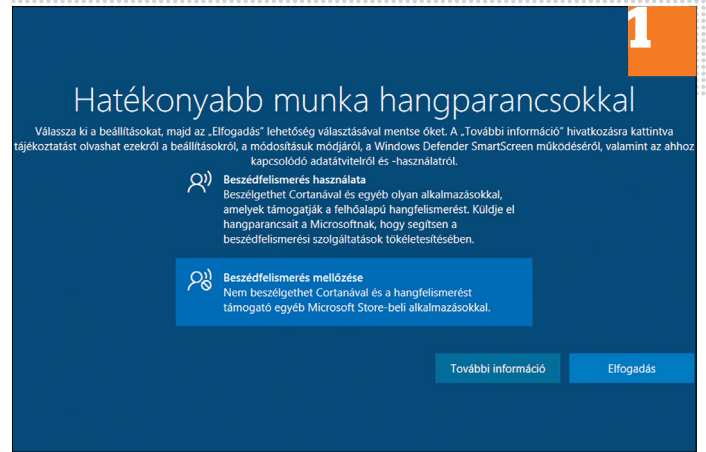 1
Hatékonyabb munka hangparancsokkal
Válassza ki a beállításokat, majd az „Elfogadás” lehetőség választásával mentse őket. A „További információ” hivatkozásra kattintva
tájékoztatást olvashat ezekről a beállításokról, a módosításuk módjáról, a Windows Defender SmartScreen működéséről, valamint az ahhoz
kapcsolódó adatátvitelről és -használatról.
Beszédfelismerés használata
Beszélgethet Cortanával és egyéb olyan alkalmazásokkal,
amelyek támogatják a felhőalapú hangfelismerést. Küldje el
hangparancsait a Microsoftnak, hogy segítsen a
beszédfelismerési szolgáltatások tökéletesítésében.
Beszédfelismerés mellőzése
Nem beszélgethet Cortanával és a hangfelismerést
támogató egyéb Microsoft Store-beli alkalmazásokkal.
További információ
Elfogadás